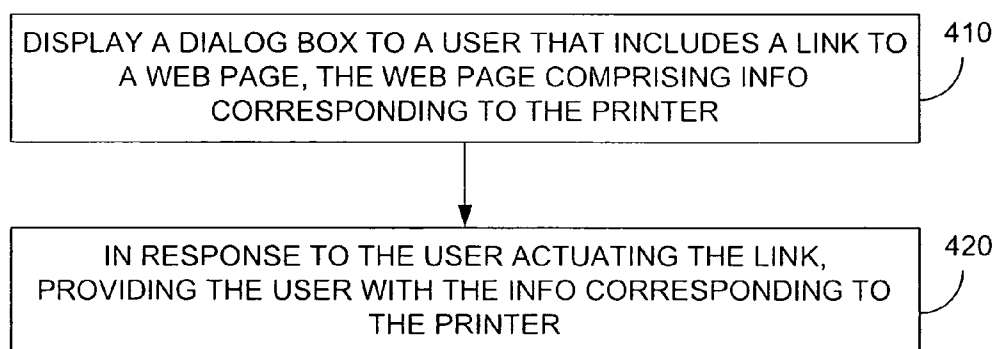 DISPLAY A DIALOG BOX TO A USER THAT INCLUDES A LINK TO
A WEB PAGE, THE WEB PAGE COMPRISING INFO
CORRESPONDING TO THE PRINTER
410
IN RESPONSE TO THE USER ACTUATING THE LINK,
PROVIDING THE USER WITH THE INFO CORRESPONDING TO
THE PRINTER
420